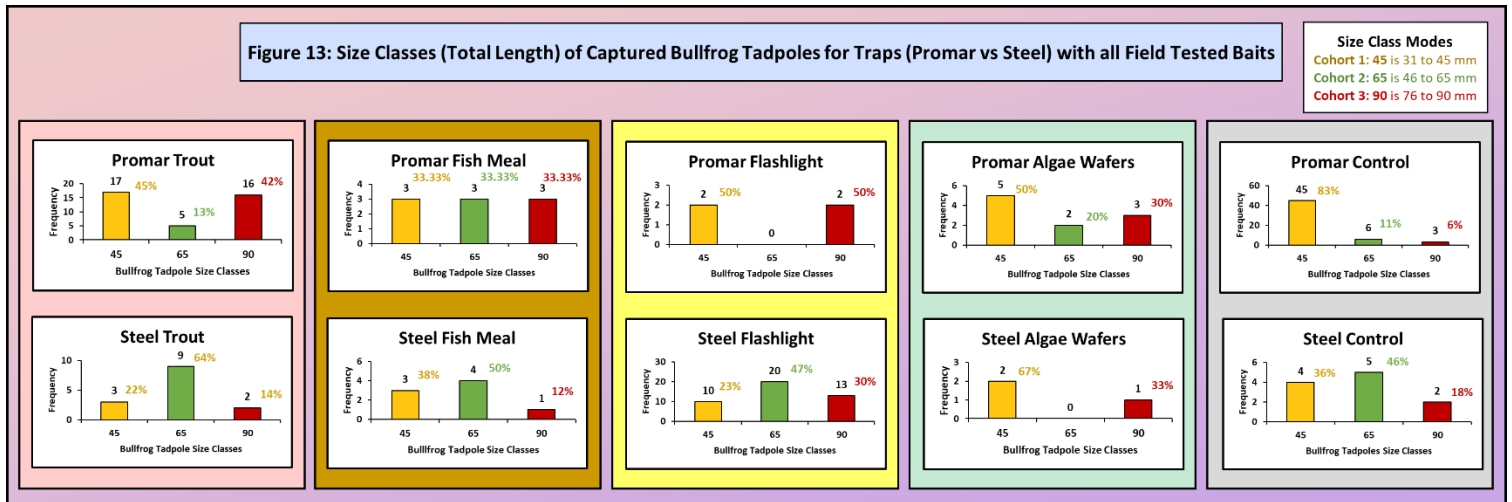 Figure 13: Size Classes (Total Length) of Captured Bullfrog Tadpoles for Traps (Promar vs Steel) with all Field Tested Baits
Size Class Modes
Cohort 1: 45 is 31 to 45 mm
Cohort 2: 65 is 46 to 65 mm
Cohort 3: 90 is 76 to 90 mm
Promar Trout
Frequency
20
15
10
5
0
17 45%
5 13%
16 42%
45 65 90
Bullfrog Tadpole Size Classes
Steel Trout
Frequency
10
5
0
3 22%
9 64%
2 14%
45 65 90
Bulllfrog Tadpole Size Classes
Promar Fish Meal
Frequency
4
3
2
1
0
3 33.33%
3 33.33%
3 33.33%
45 65 90
Bullfrog Tadpole Size Classes
Steel Fish Meal
Frequency
6
4
2
0
3 38%
4 50%
1 12%
45 65 90
Bullfrog Tadpole Size Classes
Promar Flashlight
Frequency
3
2
1
0
2 50%
0
2 50%
45 65 90
Bullfrog Tadpole Size Classes
Steel Flashlight
Frequency
30
20
10
0
10 23%
20 47%
13 30%
45 65 90
Bullfrog Tadpole Size Classes
Promar Algae Wafers
Frequency
6
4
2
0
5 50%
2 20%
3 30%
45 65 90
Bullfrog Tadpole Size Classes
Steel Algae Wafers
Frequency
3
2
1
0
2 67%
0
1 33%
45 65 90
Bullfrog Tadpole Size Classes
Promar Control
Frequency
60
40
20
0
45 83%
6 11%
3 6%
45 65 90
Bullfrog Tadpole Size Classes
Steel Control
Frequency
6
4
2
0
4 36%
5 46%
2 18%
45 65 90
Bullfrog Tadpoles Size Classes